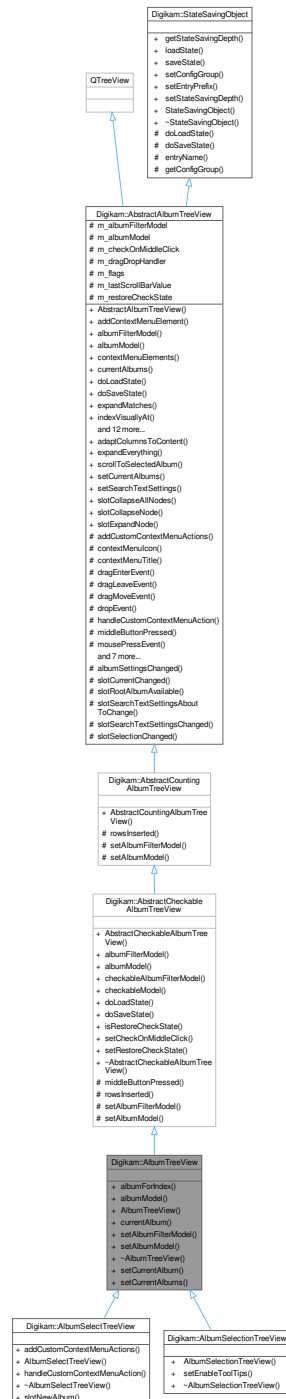 Digikam::StateSavingObject
+ getStateSavingDepth()
+ loadState()
+ saveState()
+ setConfigGroup()
+ setEntryPrefix()
+ setStateSavingDepth()
+ StateSavingObject()
+ ~StateSavingObject()
# doLoadState()
# doSaveState()
# entryName()
# getConfigGroup()
QTreeView
Digikam::AbstractAlbumTreeView
# m_albumFilterModel
# m_albumModel
# m_checkOnMiddleClick
# m_dragDropHandler
# m_flags
# m_lastScrollBarValue
# m_restoreCheckState
+ AbstractAlbumTreeView()
+ addContextMenuElement()
+ albumFilterModel()
+ albumModel()
+ contextMenuElements()
+ currentAlbums()
+ doLoadState()
+ doSaveState()
+ expandMatches()
+ indexVisuallyAt()
and 12 more...
+ adaptColumnsToContent()
+ expandEverything()
+ scrollToSelectedAlbum()
+ setCurrentAlbums()
+ setSearchTextSettings()
+ slotCollapseAllNodes()
+ slotCollapseNode()
+ slotExpandNode()
# addCustomContextMenuActions()
# contextMenuIcon()
# contextMenuTitle()
# dragEnterEvent()
# dragLeaveEvent()
# dragMoveEvent()
# dropEvent()
# handleCustomContextMenuAction()
# middleButtonPressed()
# mousePressEvent()
and 7 more...
# albumSettingsChanged()
# slotCurrentChanged()
# slotRootAlbumAvailable()
# slotSearchTextSettingsAbout
ToChange()
# slotSearchTextSettingsChanged()
# slotSelectionChanged()
Digikam::AbstractCounting
AlbumTreeView
+ AbstractCountingAlbumTree
View()
# rowsInserted()
# setAlbumFilterModel()
# setAlbumModel()
Digikam::AbstractCheckable
AlbumTreeView
+ AbstractCheckableAlbumTree
View()
+ albumFilterModel()
+ albumModel()
+ checkableAlbumFilterModel()
+ checkableModel()
+ doLoadState()
+ doSaveState()
+ isRestoreCheckState()
+ setCheckOnMiddleClick()
+ setRestoreCheckState()
+ ~AbstractCheckableAlbumTree
View()
# middleButtonPressed()
# rowsInserted()
# setAlbumFilterModel()
# setAlbumModel()
Digikam::AlbumTreeView
+ albumForIndex()
+ albumModel()
+ AlbumTreeView()
+ currentAlbum()
+ setAlbumFilterModel()
+ setAlbumModel()
+ ~AlbumTreeView()
+ setCurrentAlbum()
+ setCurrentAlbums()
Digikam::AlbumSelectTreeView
+ addCustomContextMenuActions()
+ AlbumSelectTreeView()
+ handleCustomContextMenuAction()
+ ~AlbumSelectTreeView()
+ slotNewAlbum()
Digikam::AlbumSelectionTreeView
+ AlbumSelectionTreeView()
+ setEnableToolTips()
+ ~AlbumSelectionTreeView()